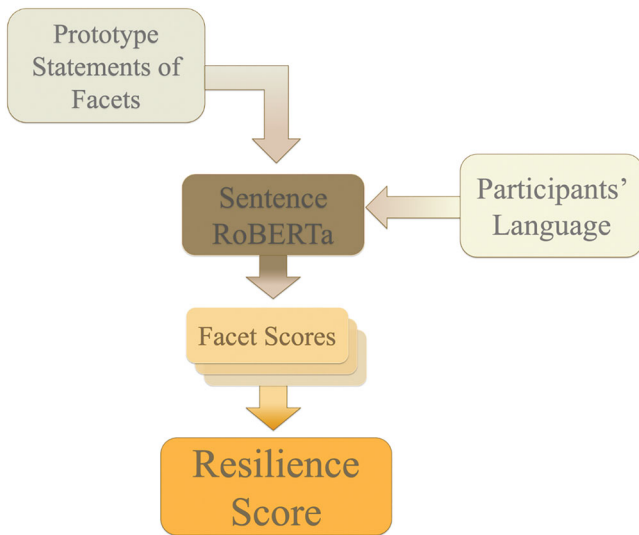 Prototype
Statements of
Facets
Sentence
RoBERTa
Participants’
Language
Facet Scores
Resilience
Score